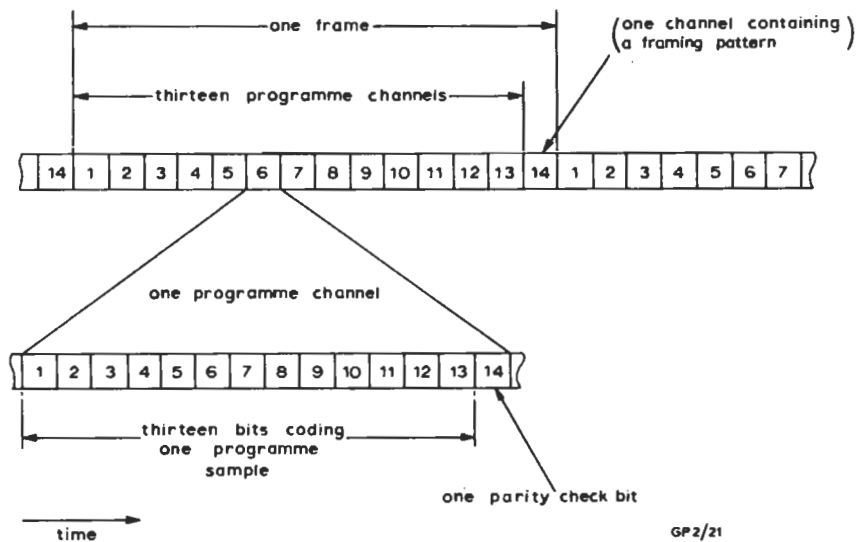 one frame
(one channel containing
a framing pattern)
thirteen programme channels
14 1 2 3 4 5 6 7 8 9 10 11 12 13 14 1 2 3 4 5 6 7
one programme channel
1 2 3 4 5 6 7 8 9 10 11 12 13 14
thirteen bits coding
one programme
sample
one parity check bit
time
GP2/21